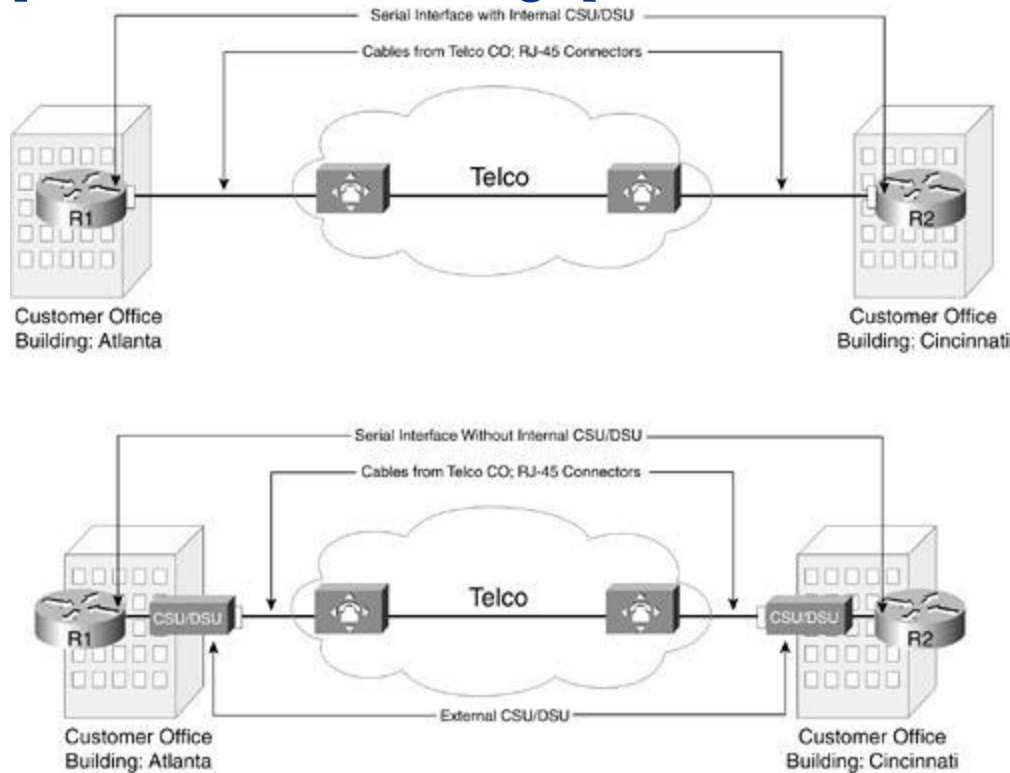 Serial Interface with Internal CSU/DSU
Cables from Telco CO; RJ-45 Connectors
Telco
R1
R2
Customer Office
Building: Atlanta
Customer Office
Building: Cincinnati
Serial Interface Without Internal CSU/DSU
Cables from Telco CO; RJ-45 Connectors
Telco
R1
CSU/DSU
CSU/DSU
R2
External CSU/DSU
Customer Office
Building: Atlanta
Customer Office
Building: Cincinnati